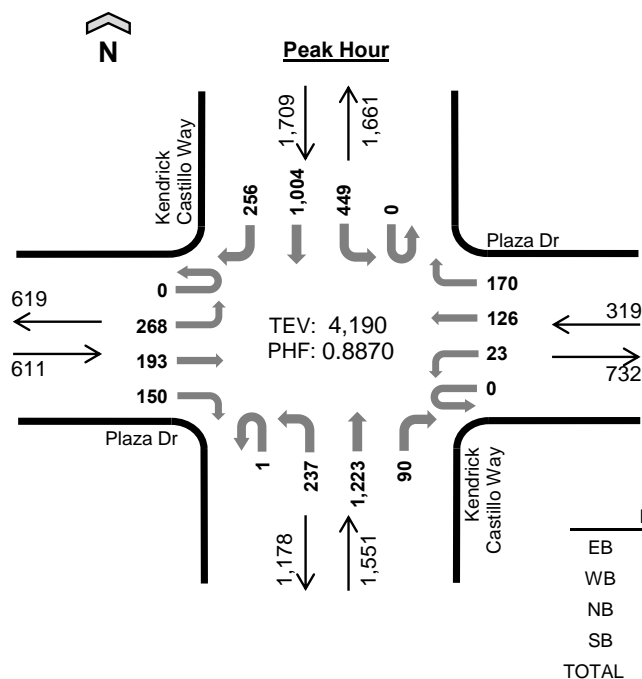 N
Peak Hour
1,709
1,661
Kendrick
Castillo Way
256
1,004
449
0
Plaza Dr
0
170
619
268
TEV: 4,190
126
319
PHF: 0.8870
611
193
23
732
150
0
Plaza Dr
1
237
1,223
90
Kendrick
Castillo Way
1,178
1,551
EB
WB
NB
SB
TOTAL